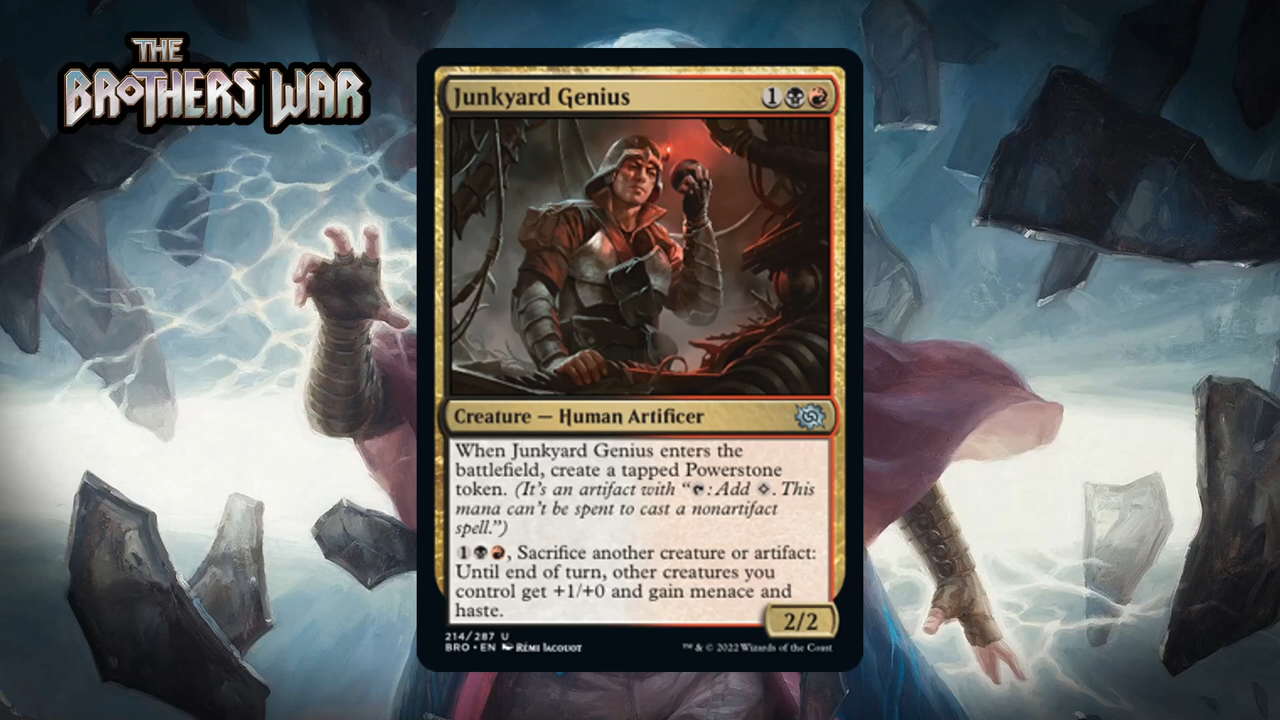 THE
BROTHERS' WAR
Junkyard Genius 1
Creature — Human Artificer
When Junkyard Genius enters the
battlefield, create a tapped Powerstone
token. (It's an artifact with “: Add . This
mana can't be spent to cast a nonartifact
spell.”)
1, Sacrifice another creature or artifact:
Until end of turn, other creatures you
control get +1/+0 and gain menace and
haste.
2/2
214/287 U
BRO • EN RÉMI JACQUOT
™ & © 2022 Wizards of the Coast